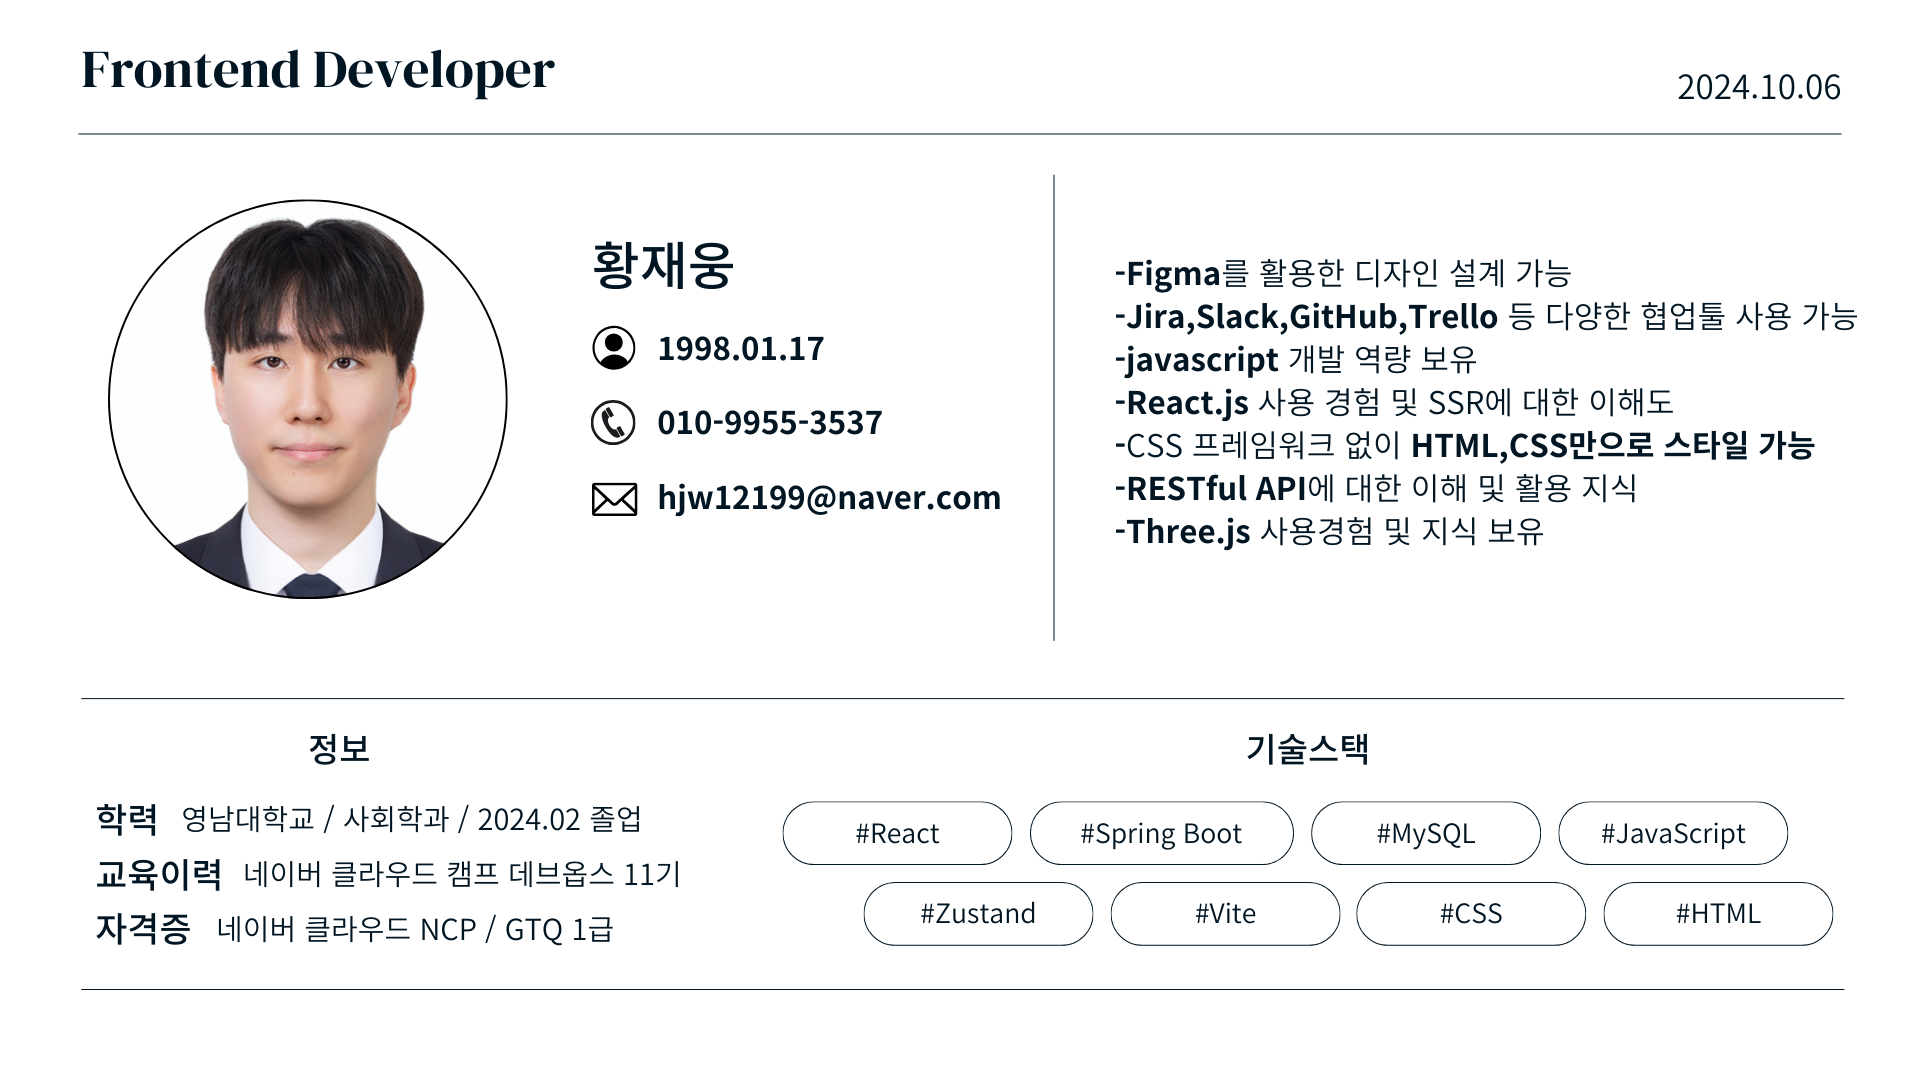 Frontend Developer
2024.10.06
황재웅
1998.01.17
010-9955-3537
hjw12199@naver.com
-Figma를 활용한 디자인 설계 가능
-Jira,Slack,GitHub,Trello 등 다양한 협업툴 사용 가능
-javascript 개발 역량 보유
-React.js 사용 경험 및 SSR에 대한 이해도
-CSS 프레임워크 없이 HTML,CSS만으로 스타일 가능
-RESTful API에 대한 이해 및 활용 지식
-Three.js 사용경험 및 지식 보유
정보
학력 영남대학교 / 사회학과 / 2024.02 졸업
교육이력 네이버 클라우드 캠프 데브옵스 11기
자격증 네이버 클라우드 NCP / GTQ 1급
기술스택
#React #Spring Boot #MySQL #JavaScript
#Zustand #Vite #CSS #HTML